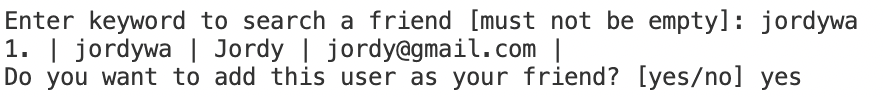 Enter keyword to search a friend [must not be empty]: jordywa
1. | jordywa | Jordy | jordy@gmail.com |
Do you want to add this user as your friend? [yes/no] yes